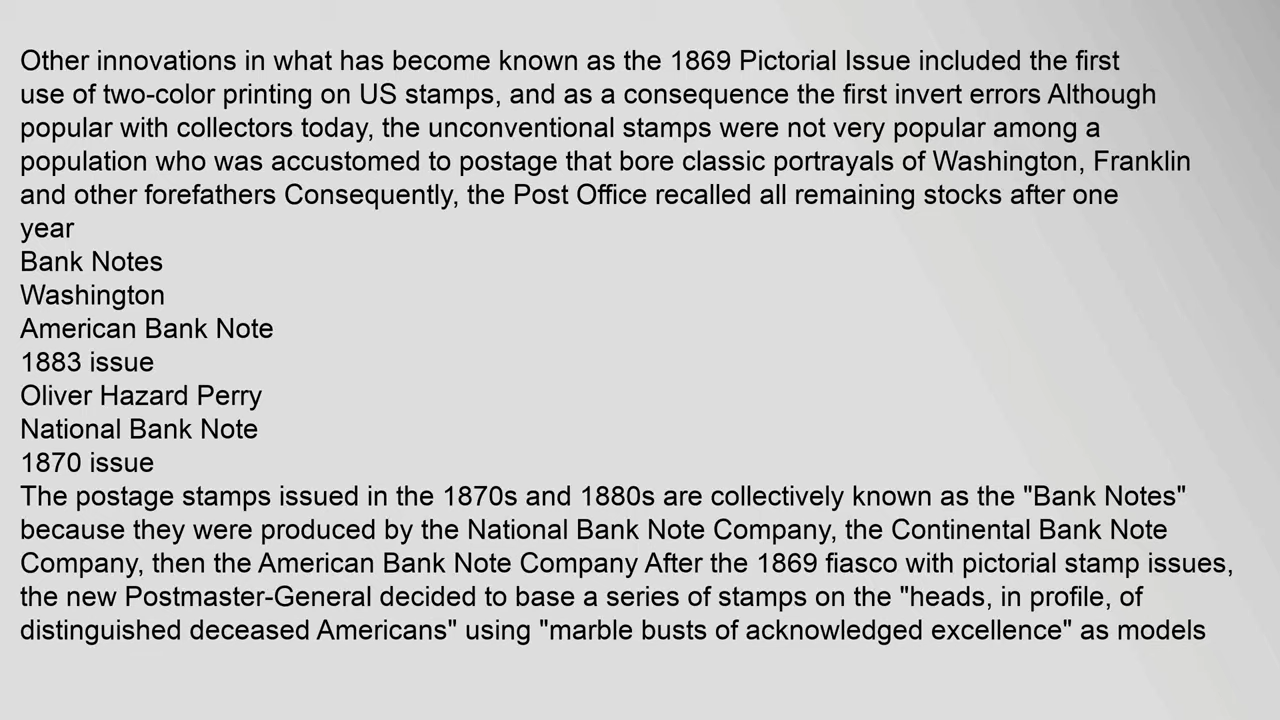 Other innovations in what has become known as the 1869 Pictorial Issue included the first
use of two-color printing on US stamps, and as a consequence the first invert errors Although
popular with collectors today, the unconventional stamps were not very popular among a
population who was accustomed to postage that bore classic portrayals of Washington, Franklin
and other forefathers Consequently, the Post Office recalled all remaining stocks after one
year
Bank Notes
Washington
American Bank Note
1883 issue
Oliver Hazard Perry
National Bank Note
1870 issue
The postage stamps issued in the 1870s and 1880s are collectively known as the "Bank Notes"
because they were produced by the National Bank Note Company, the Continental Bank Note
Company, then the American Bank Note Company After the 1869 fiasco with pictorial stamp issues,
the new Postmaster-General decided to base a series of stamps on the "heads, in profile, of
distinguished deceased Americans" using "marble busts of acknowledged excellence" as models